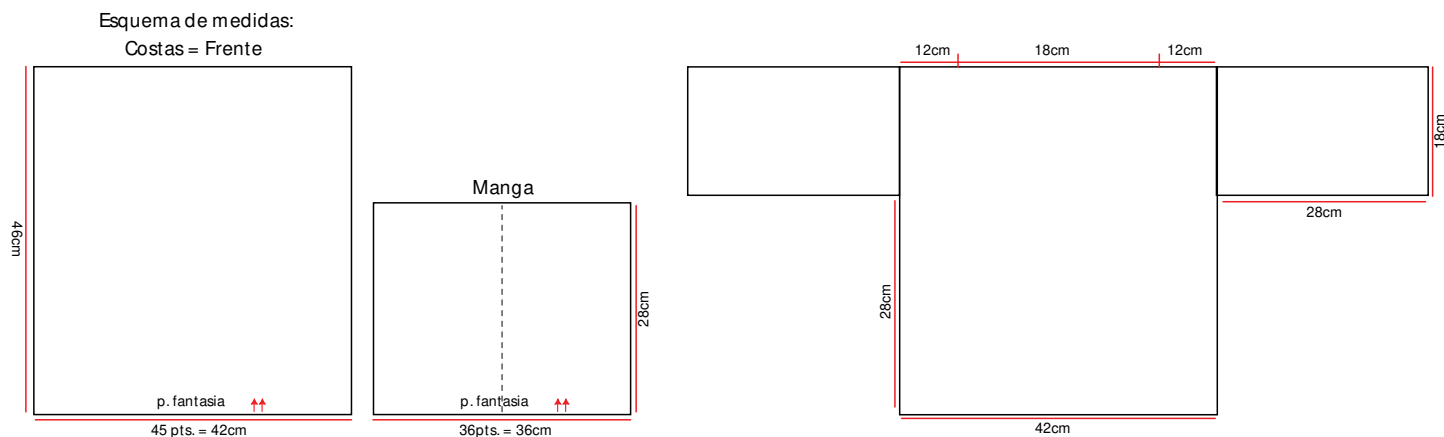 Esquema de medidas:
Costas = Frente
46cm
p. fantasia
45 pts. = 42cm
Manga
28cm
p. fantasia
36pts. = 36cm
12cm
18cm
12cm
18cm
28cm
28cm
42cm